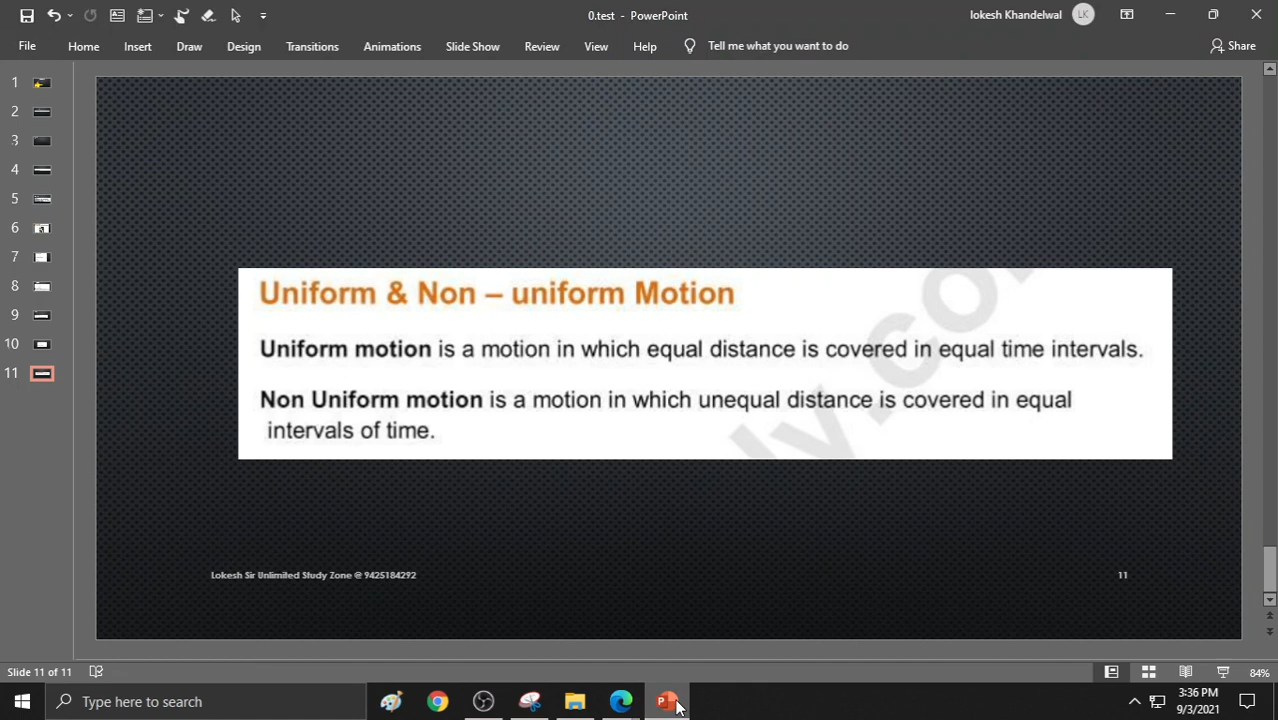 0.test - PowerPoint
lokesh Khandelwal
LK
File
Home
Insert
Draw
Design
Transitions
Animations
Slide Show
Review
View
Help
Tell me what you want to do
Share
1
2
3
4
5
6
7
8
9
10
11
Uniform & Non – uniform Motion
Uniform motion is a motion in which equal distance is covered in equal time intervals.
Non Uniform motion is a motion in which unequal distance is covered in equal
intervals of time.
ly.co
Lokesh Sir Unlimited Study Zone @ 9425184292
11
Slide 11 of 11
84%
Type here to search
3:36 PM
9/3/2021